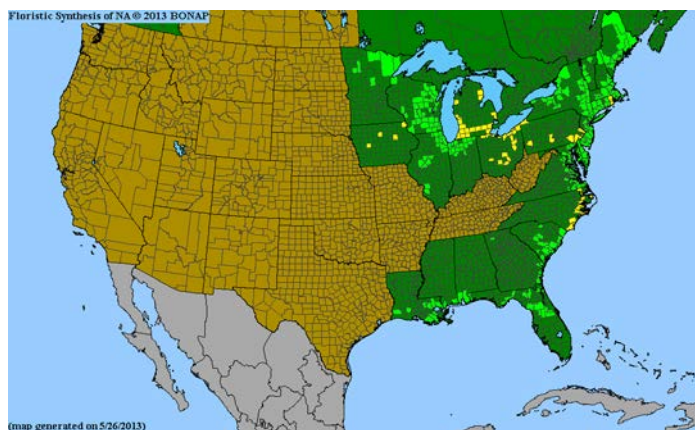 Floristic Synthesis of NA © 2013 BONAP
(map generated on 5/26/2013)